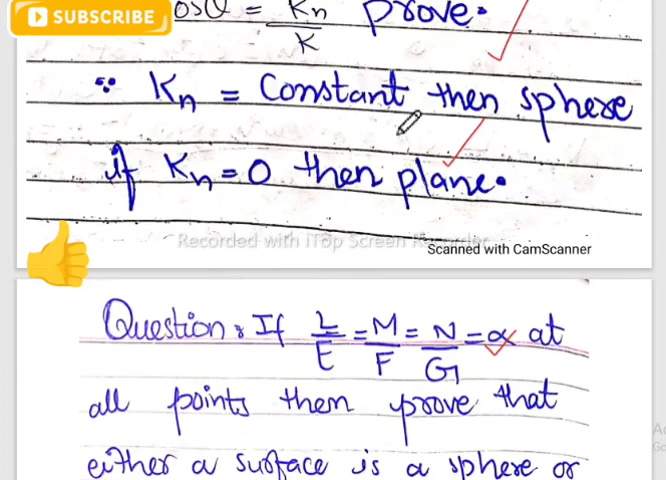 SUBSCRIBE
osθ = Kn/K prove.
∵ Kn = Constant then sphere
if Kn = 0 then plane.
Recorded with iTop Screen Recorder
Scanned with CamScanner
Question: If L/E = M/F = N/G = α at
all points then prove that
either a surface is a sphere or